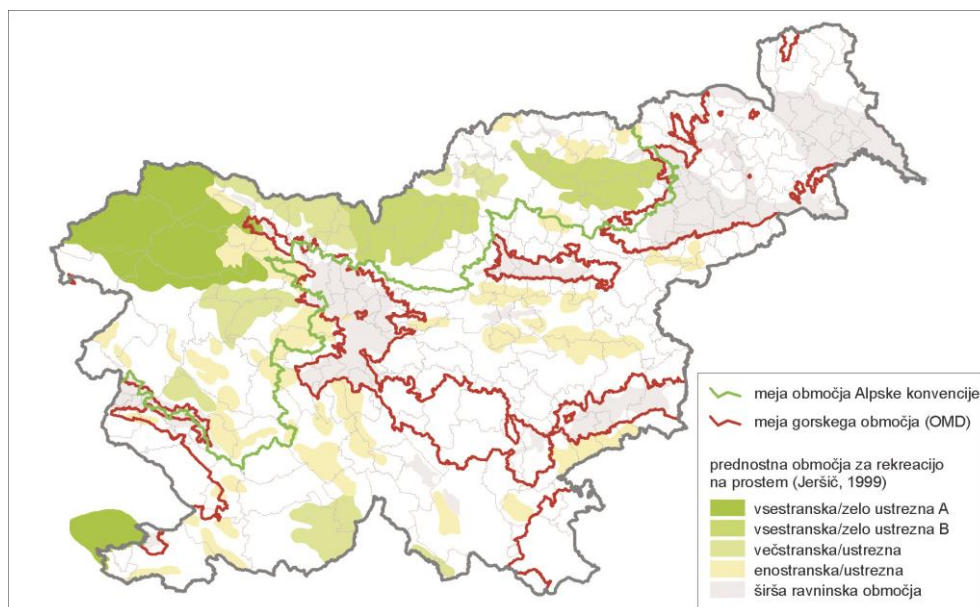 meja območja Alpske konvencije
meja gorskega območja (OMD)
prednostna območja za rekreacijo
na prostem (Jeršič, 1999)
vsestranska/zelo ustrezna A
vsestranska/zelo ustrezna B
večstranska/ustrezna
enostranska/ustrezna
širša ravninska območja